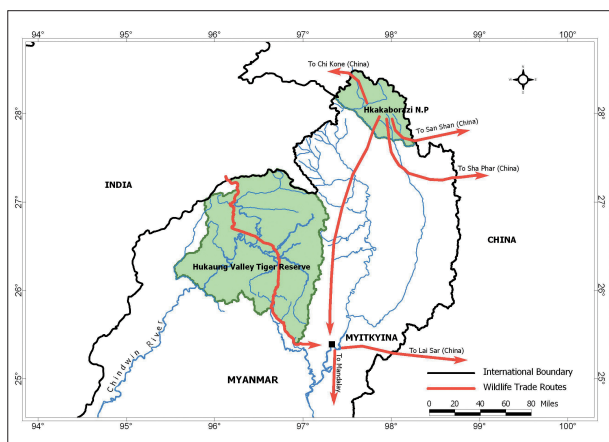 94° 95° 96° 97° 98° 99° 100°
To Chi Kone (China)
28° 28°
Hkakaborazi N.P
To San Shan (China)
To Sha Phar (China)
INDIA
27° 27°
CHINA
Hukaung Valley Tiger Reserve
26° 26°
Chindwin River
MYITKYINA
To Lai Sar (China)
To Mandalay
25° 25°
MYANMAR
International Boundary
Wildlife Trade Routes
0 10 20 40 60 80
Miles
94° 95° 96° 97° 98° 99° 100°